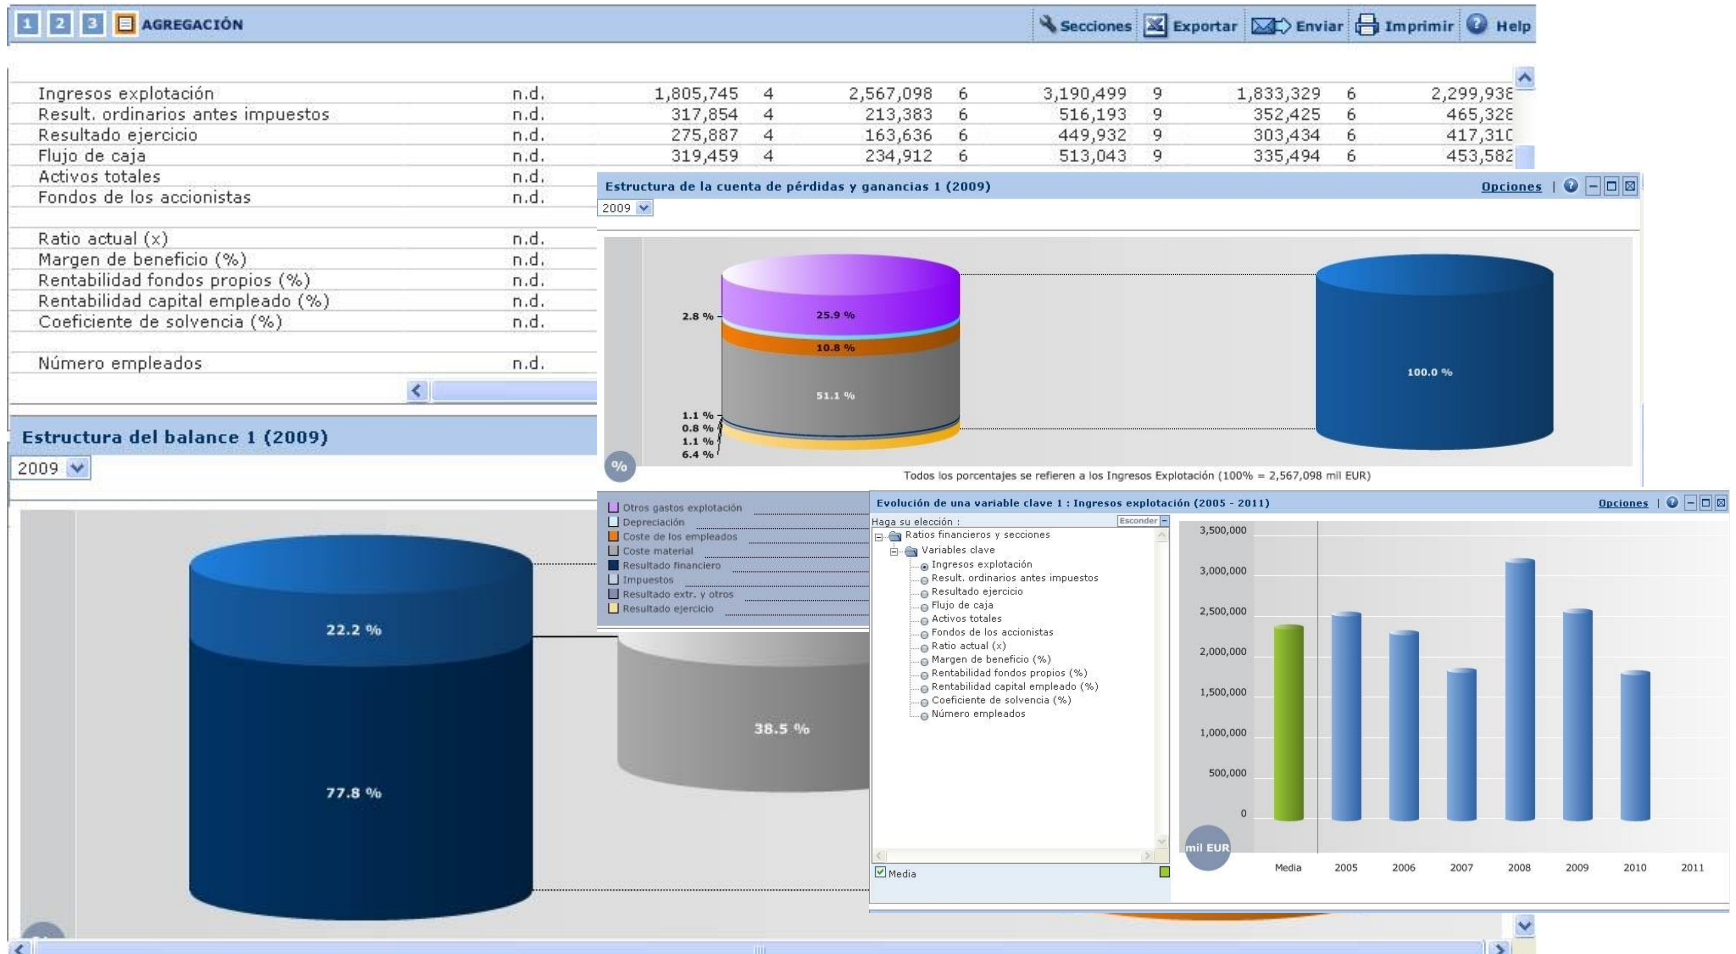 1 2 3 AGREGACIÓN Secciones Exportar Enviar Imprimir Help
Ingresos explotación n.d. 1,805,745 4 2,567,098 6 3,190,499 9 1,833,329 6 2,299,938
Result. ordinarios antes impuestos n.d. 317,854 4 213,383 6 516,193 9 352,425 6 465,328
Resultado ejercicio n.d. 275,887 4 163,636 6 449,932 9 303,434 6 417,310
Flujo de caja n.d. 319,459 4 234,912 6 513,043 9 335,494 6 453,582
Activos totales n.d.
Fondos de los accionistas n.d.
Ratio actual (x) n.d.
Margen de beneficio (%) n.d.
Rentabilidad fondos propios (%) n.d.
Rentabilidad capital empleado (%) n.d.
Coeficiente de solvencia (%) n.d.
Número empleados n.d.
Estructura de la cuenta de pérdidas y ganancias 1 (2009) Opciones |
2009
2.8 % 25.9 %
10.8 %
100.0 %
51.1 %
1.1 %
0.8 %
1.1 %
6.4 %
%
Todos los porcentajes se refieren a los Ingresos Explotación (100% = 2,567,098 mil EUR)
Otros gastos explotación
Depreciación
Coste de los empleados
Coste material
Resultado financiero
Impuestos
Resultado extr. y otros
Resultado ejercicio
Estructura del balance 1 (2009)
2009
22.2 %
38.5 %
77.8 %
Evolución de una variable clave 1 : Ingresos explotación (2005 - 2011) Opciones |
Haga su elección : Esconder
Ratios financieros y secciones
Variables clave
Ingresos explotación
Result. ordinarios antes impuestos
Resultado ejercicio
Flujo de caja
Activos totales
Fondos de los accionistas
Ratio actual (x)
Margen de beneficio (%)
Rentabilidad fondos propios (%)
Rentabilidad capital empleado (%)
Coeficiente de solvencia (%)
Número empleados
Media
3,500,000
3,000,000
2,500,000
2,000,000
1,500,000
1,000,000
500,000
0
mil EUR
Media 2005 2006 2007 2008 2009 2010 2011